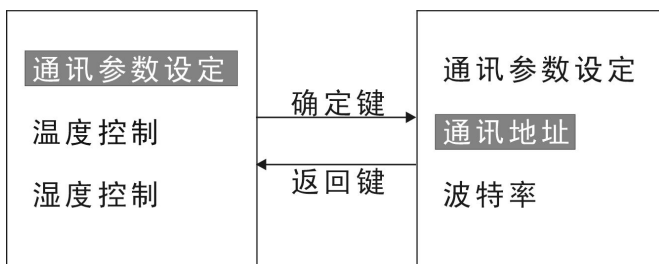 通讯参数设定
温度控制
湿度控制
确定键
返回键
通讯参数设定
通讯地址
波特率